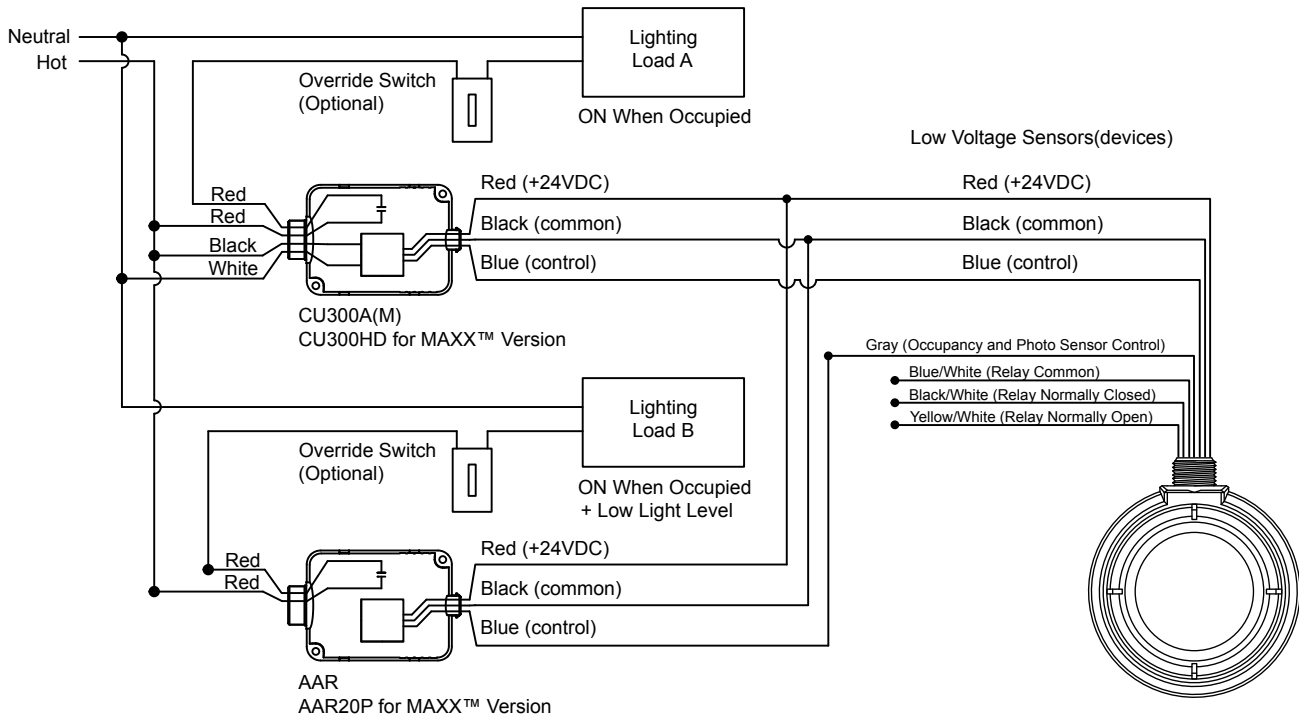 Neutral
Hot
Override Switch
(Optional)
Lighting
Load A
ON When Occupied
Low Voltage Sensors(devices)
Red
Red
Black
White
Red (+24VDC)
Black (common)
Blue (control)
Red (+24VDC)
Black (common)
Blue (control)
CU300A(M)
CU300HD for MAXX™ Version
Gray (Occupancy and Photo Sensor Control)
Blue/White (Relay Common)
Black/White (Relay Normally Closed)
Yellow/White (Relay Normally Open)
Override Switch
(Optional)
Lighting
Load B
ON When Occupied
+ Low Light Level
Red
Red
Red (+24VDC)
Black (common)
Blue (control)
AAR
AAR20P for MAXX™ Version